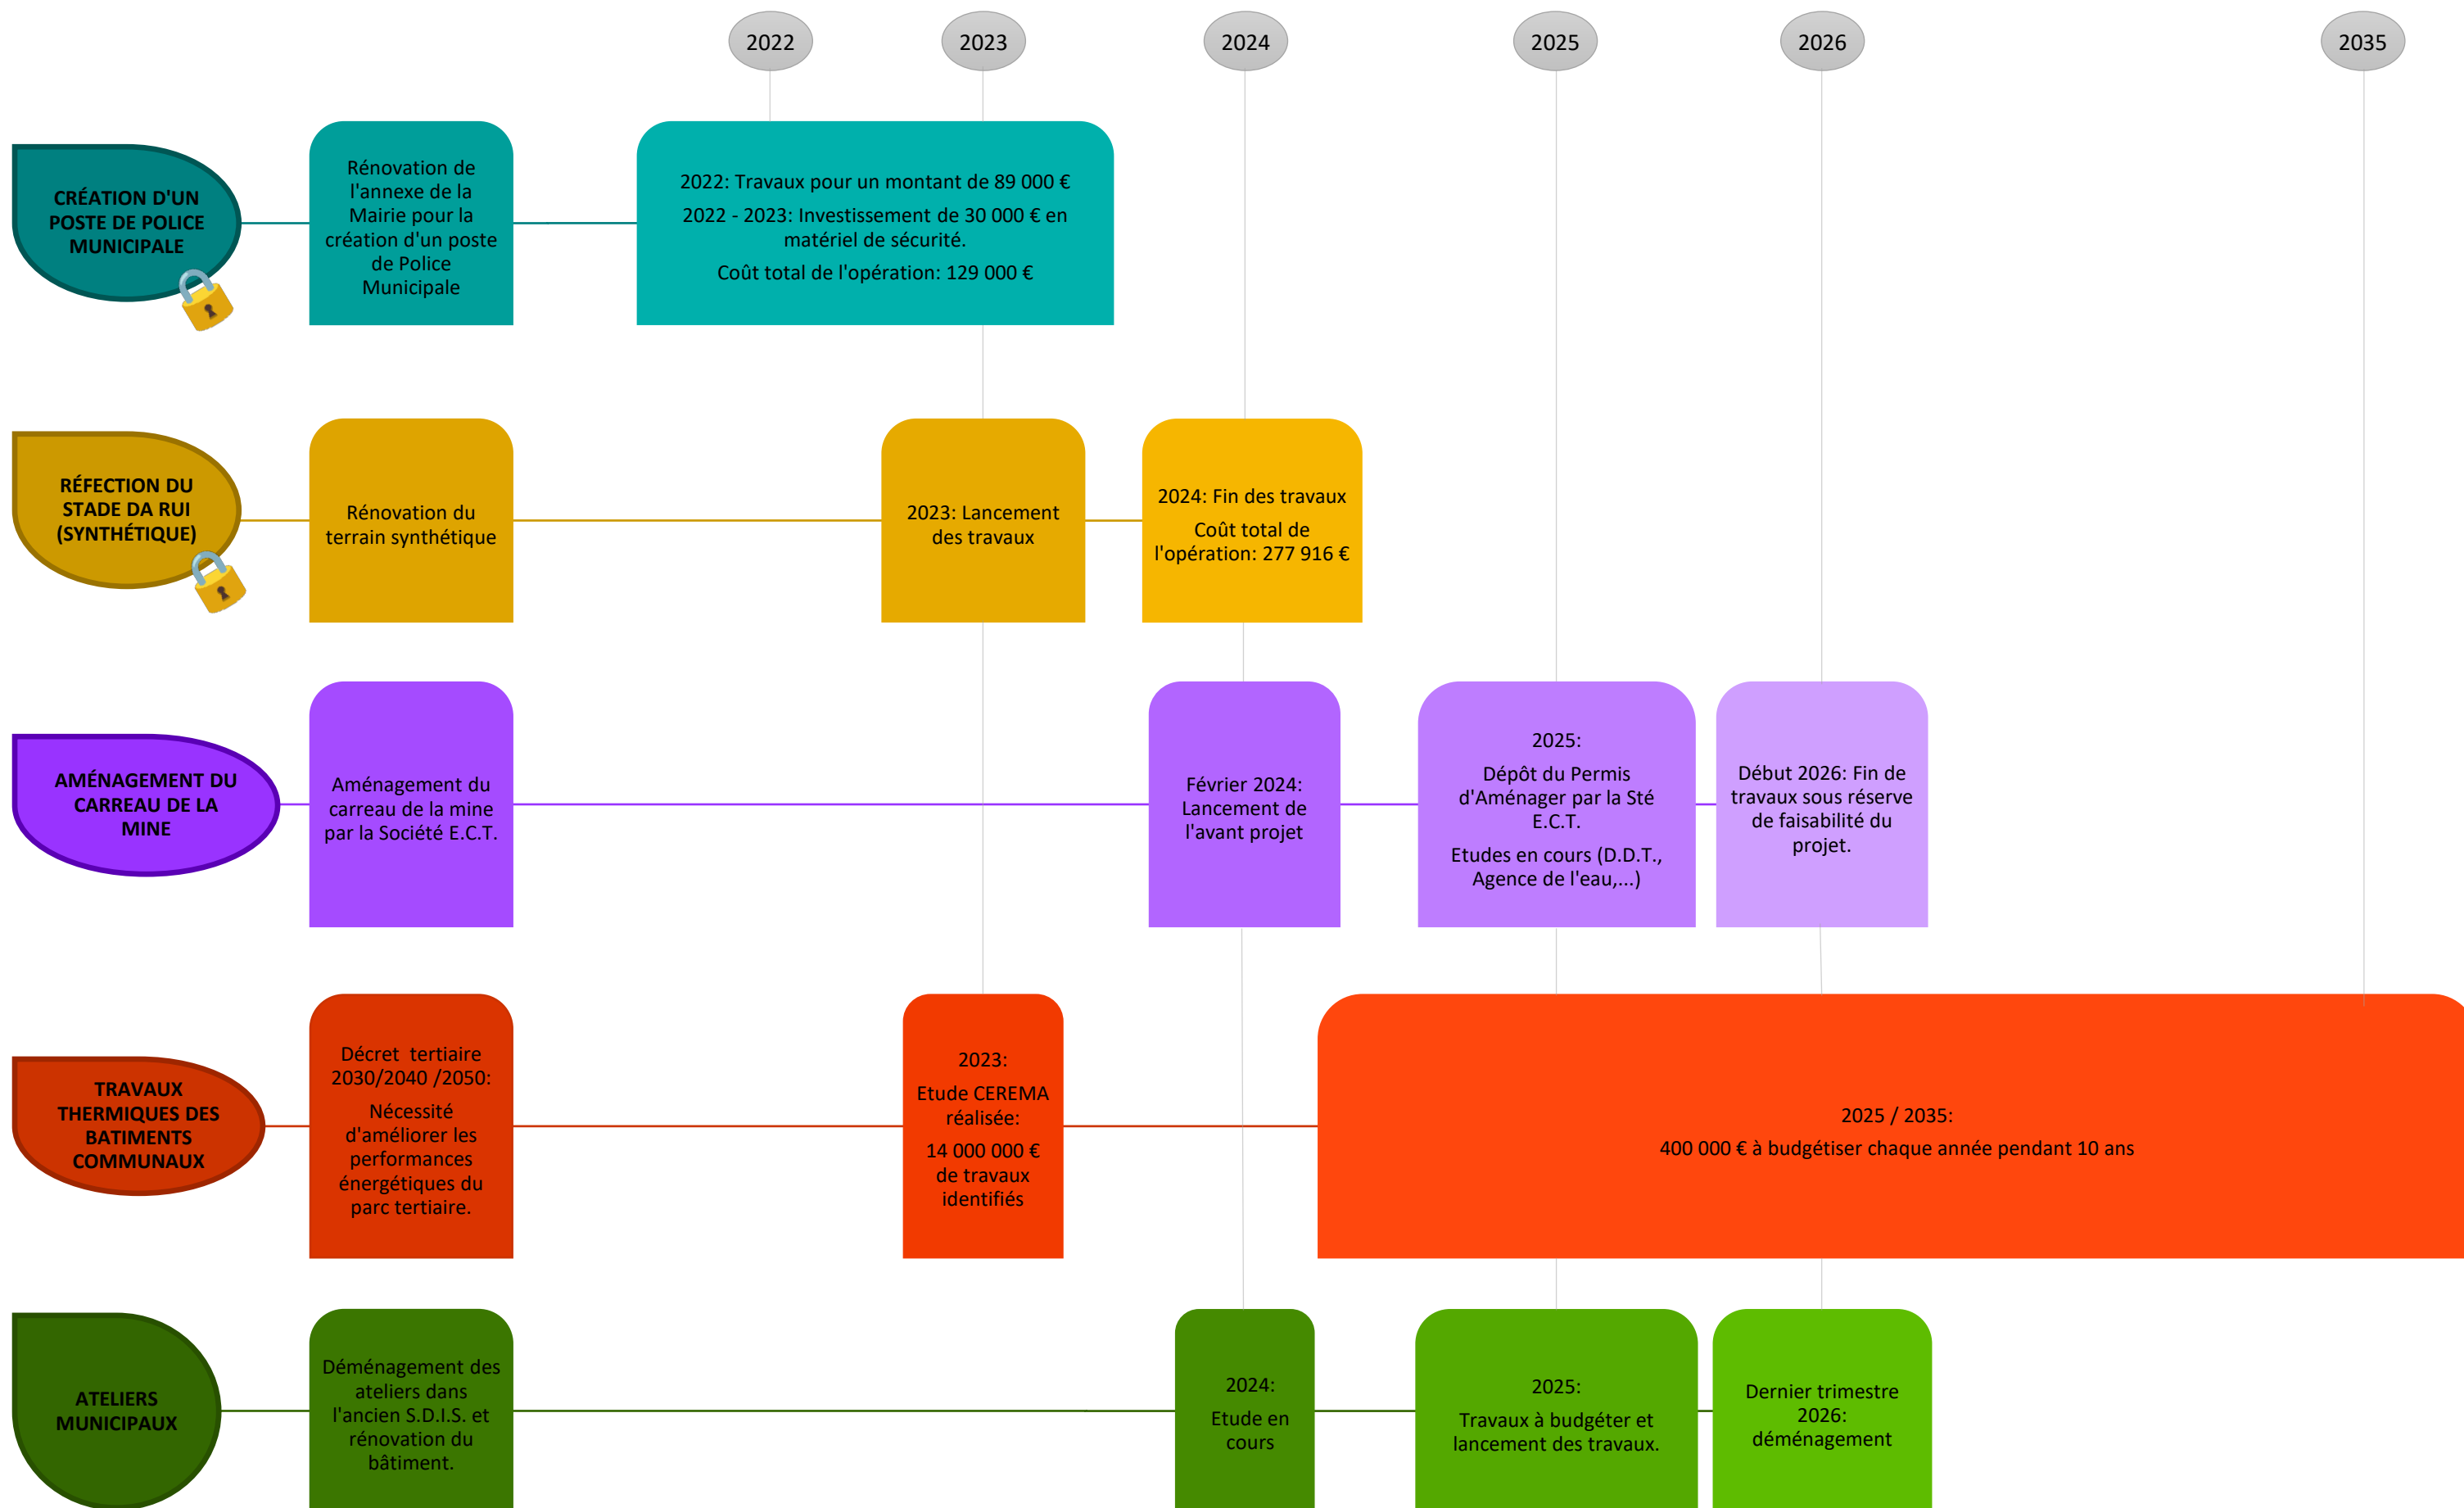 2022
2023
2024
2025
2026
2035
CRÉATION D'UN
POSTE DE POLICE
MUNICIPALE
Rénovation de
l'annexe de la
Mairie pour la
création d'un poste
de Police
Municipale
2022: Travaux pour un montant de 89 000 €
2022 - 2023: Investissement de 30 000 € en
matériel de sécurité.
Coût total de l'opération: 129 000 €
RÉFECTION DU
STADE DA RUI
(SYNTHÉTIQUE)
Rénovation du
terrain synthétique
2023: Lancement
des travaux
2024: Fin des travaux
Coût total de
l'opération: 277 916 €
AMÉNAGEMENT DU
CARREAU DE LA
MINE
Aménagement du
carreau de la mine
par la Société E.C.T.
Février 2024:
Lancement de
l'avant projet
2025:
Dépôt du Permis
d'Aménager par la Sté
E.C.T.
Etudes en cours (D.D.T.,
Agence de l'eau,...)
Début 2026: Fin de
travaux sous réserve
de faisabilité du
projet.
TRAVAUX
THERMIQUES DES
BATIMENTS
COMMUNAUX
Décret  tertiaire
2030/2040 /2050:
Nécessité
d'améliorer les
performances
énergétiques du
parc tertiaire.
2023:
Etude CEREMA
réalisée:
14 000 000 €
de travaux
identifiés
2025 / 2035:
400 000 € à budgétiser chaque année pendant 10 ans
ATELIERS
MUNICIPAUX
Déménagement des
ateliers dans
l'ancien S.D.I.S. et
rénovation du
bâtiment.
2024:
Etude en
cours
2025:
Travaux à budgéter et
lancement des travaux.
Dernier trimestre
2026:
déménagement